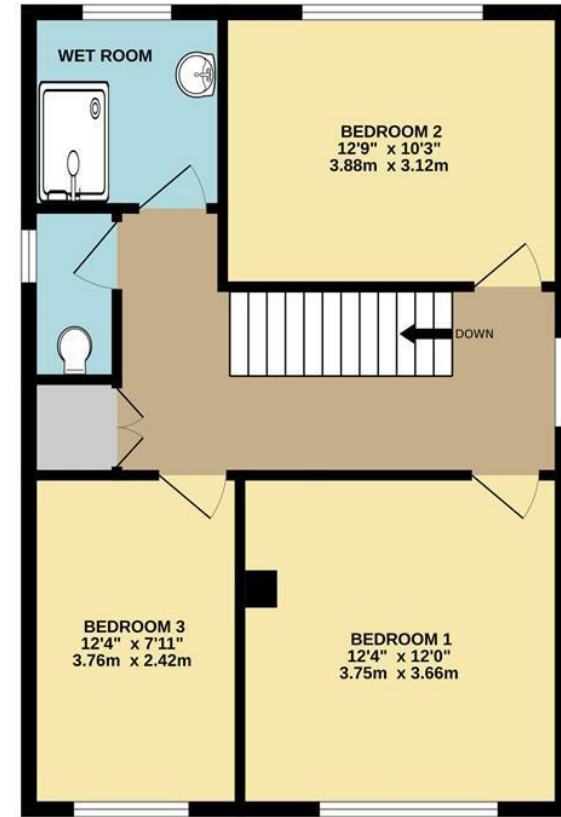 WET ROOM
BEDROOM 2
12'9" x 10'3"
3.88m x 3.12m
DOWN
BEDROOM 3
12'4" x 7'11"
3.76m x 2.42m
BEDROOM 1
12'4" x 12'0"
3.75m x 3.66m